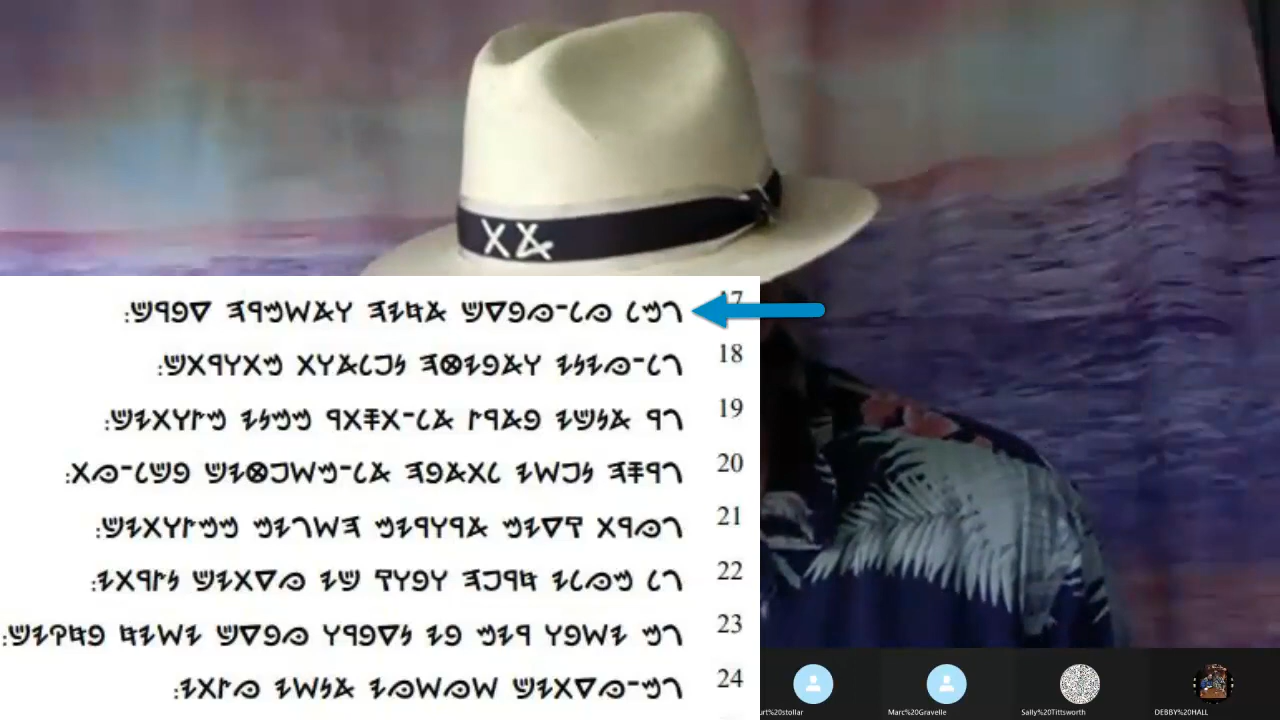 𐤀𐤕
17 𐤂𐤌𐤋 𐤏𐤋-𐤏𐤁𐤃𐤊 𐤀𐤇𐤉𐤄 𐤅𐤀𐤔𐤌𐤓𐤄 𐤃𐤁𐤓𐤊:
18 𐤂𐤋-𐤏𐤉𐤍𐤉 𐤅𐤀𐤁𐤉𐤈𐤄 𐤍𐤐𐤋𐤀𐤅𐤕 𐤌𐤕𐤅𐤓𐤕𐤊:
19 𐤂𐤓 𐤀𐤍𐤊𐤉 𐤁𐤀𐤓𐤑 𐤀𐤋-𐤕𐤎𐤕𐤓 𐤌𐤌𐤍𐤉 𐤌𐤑𐤅𐤕𐤉𐤊:
20 𐤂𐤓𐤎𐤄 𐤍𐤐𐤔𐤉 𐤋𐤕𐤀𐤁𐤄 𐤀𐤋-𐤌𐤔𐤐𐤈𐤉𐤊 𐤁𐤊𐤋-𐤏𐤕:
21 𐤂𐤏𐤓𐤕 𐤆𐤃𐤉𐤌 𐤀𐤓𐤅𐤓𐤉𐤌 𐤄𐤔𐤂𐤉𐤌 𐤌𐤌𐤑𐤅𐤕𐤉𐤊:
22 𐤂𐤋 𐤌𐤏𐤋𐤉 𐤇𐤓𐤐𐤄 𐤅𐤁𐤅𐤆 𐤊𐤉 𐤏𐤃𐤕𐤉𐤊 𐤍𐤑𐤓𐤕𐤉:
23 𐤂𐤌 𐤉𐤔𐤁𐤅 𐤓𐤉𐤌 𐤁𐤉 𐤍𐤃𐤁𐤓𐤅 𐤏𐤁𐤃𐤊 𐤉𐤔𐤉𐤇 𐤁𐤇𐤒𐤉𐤊:
24 𐤂𐤌-𐤏𐤃𐤕𐤉𐤊 𐤔𐤏𐤔𐤏𐤉 𐤀𐤍𐤔𐤉 𐤏𐤑𐤕𐤉:
Marc%20Gravelle
Sally%20Tittsworth
DEBBY%20HALL